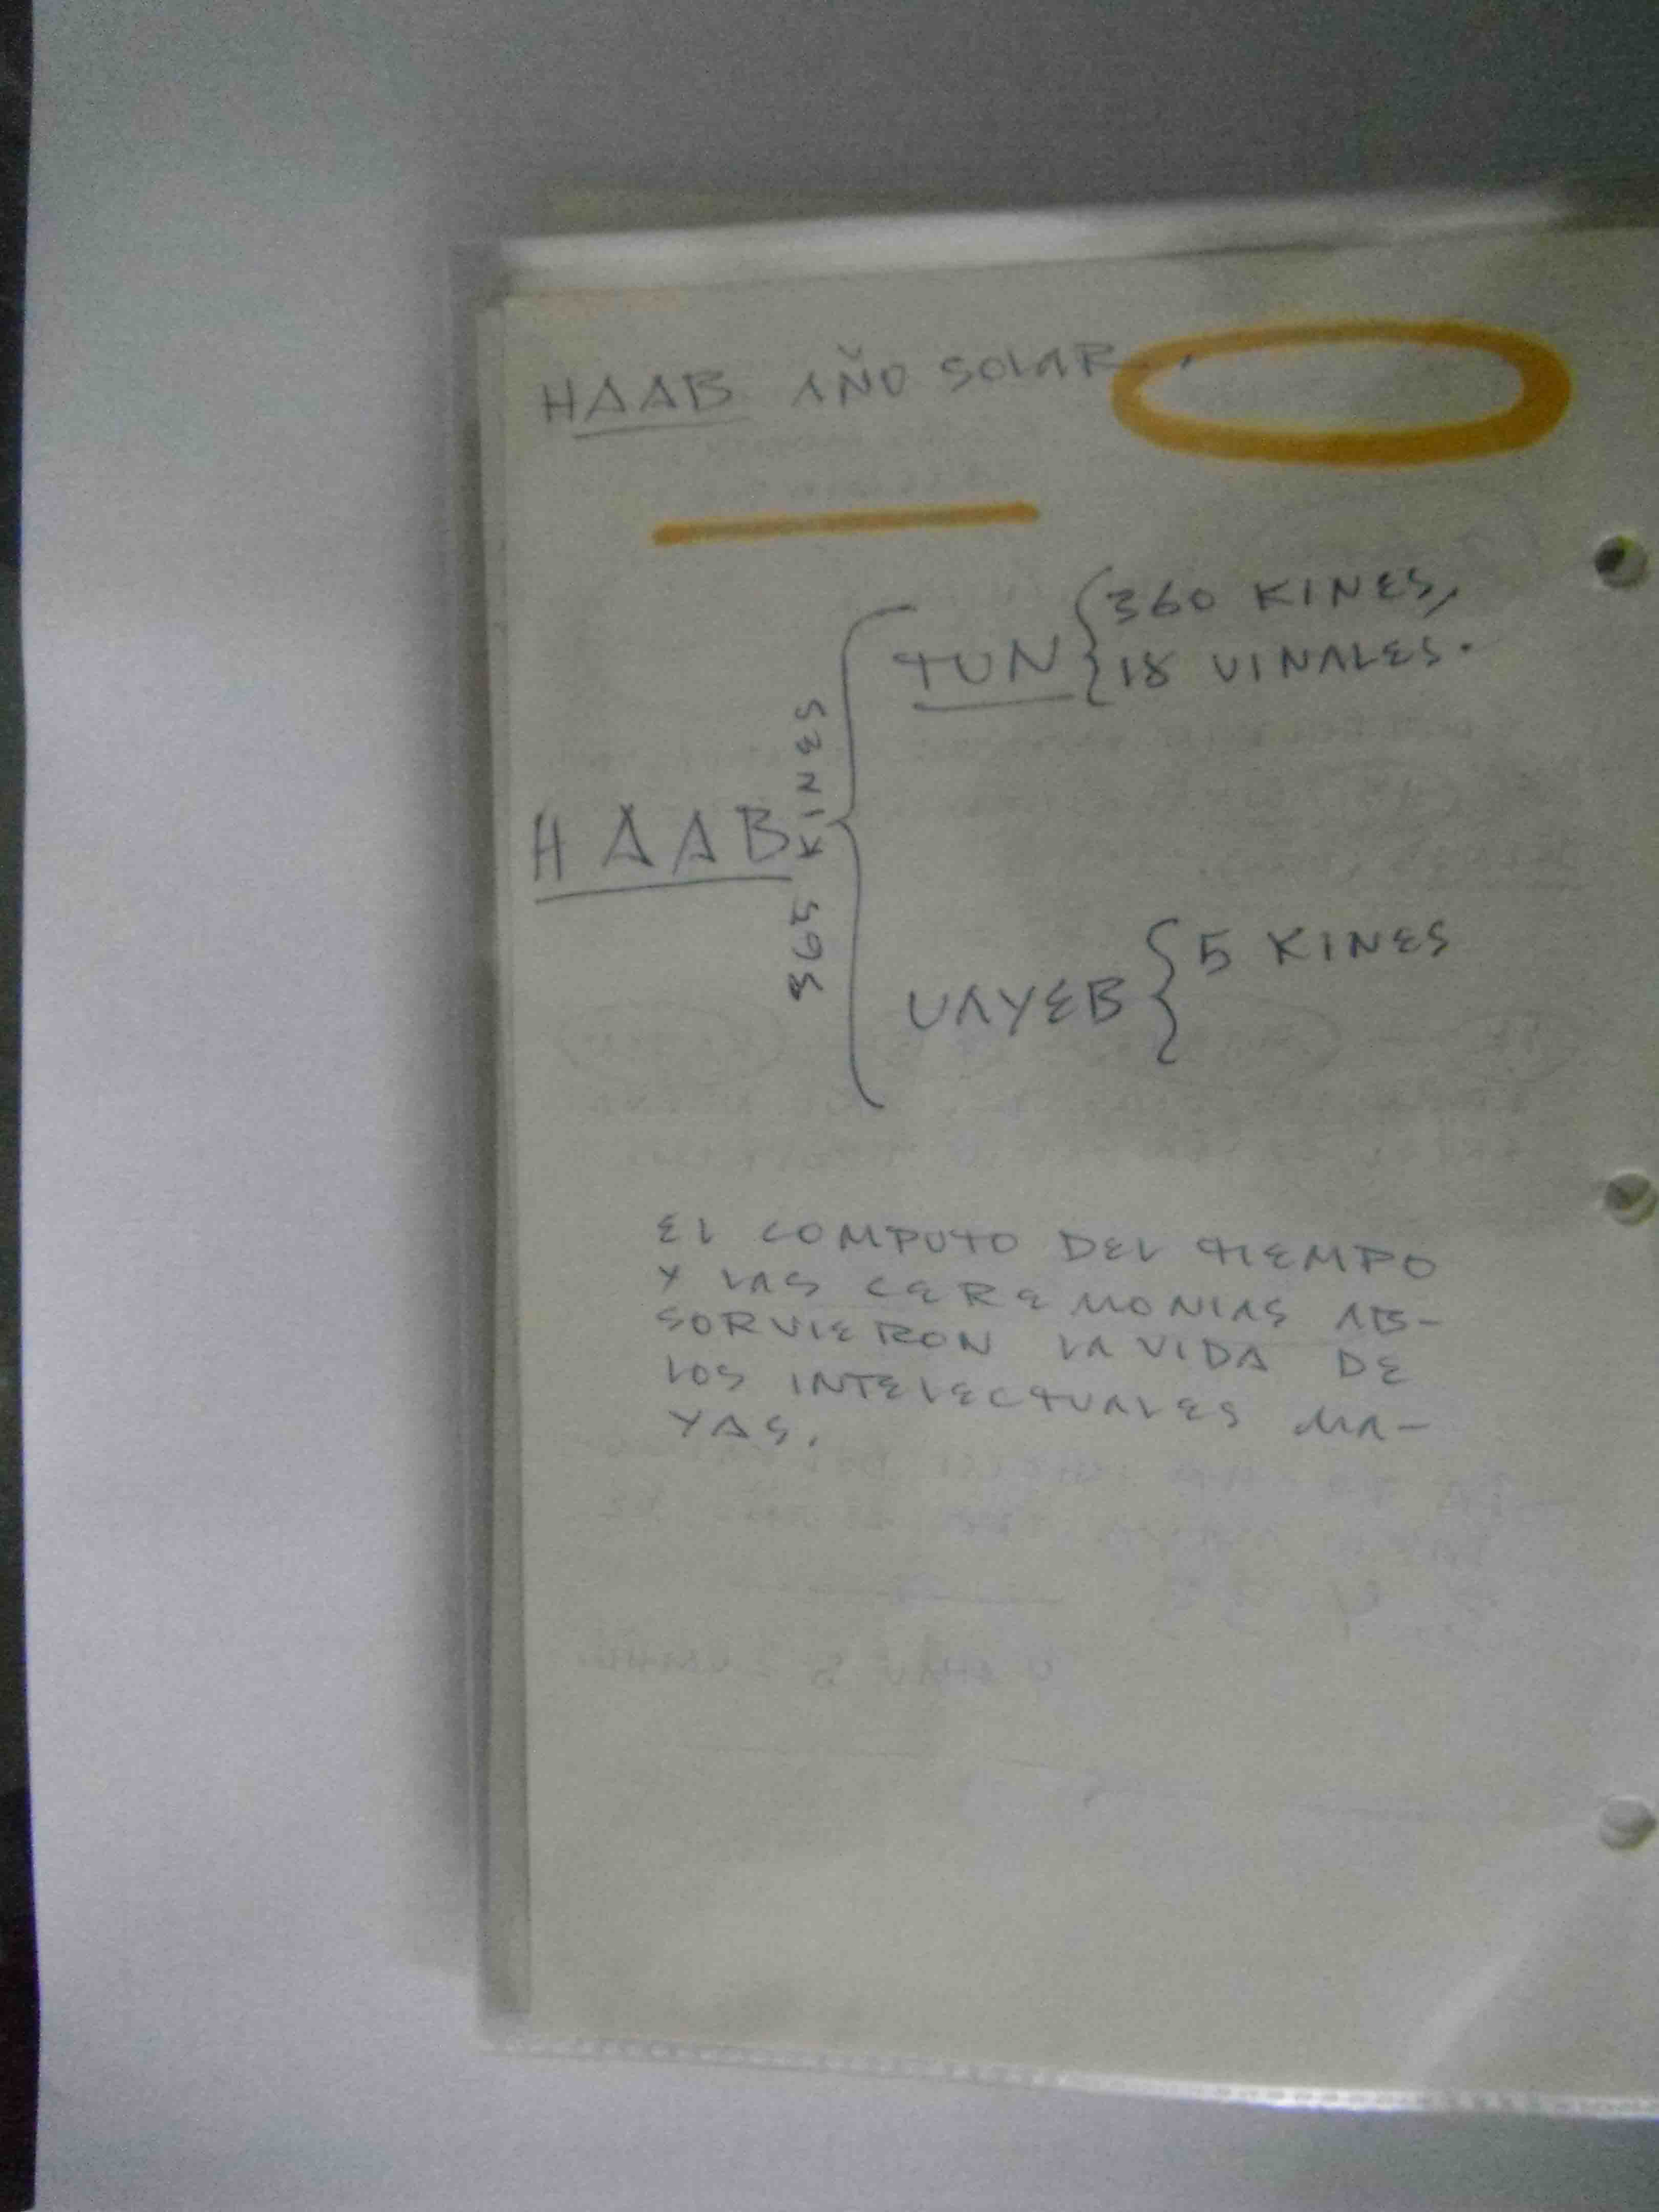 HAAB AÑO SOLAR.
HAAB
365 KINES
TUN
360 KINES,
18 UINALES.
UAYEB
5 KINES
EL COMPUTO DEL TIEMPO
Y LAS CEREMONIAS AB-
SORVIERON LA VIDA DE
LOS INTELECTUALES MA-
YAS.